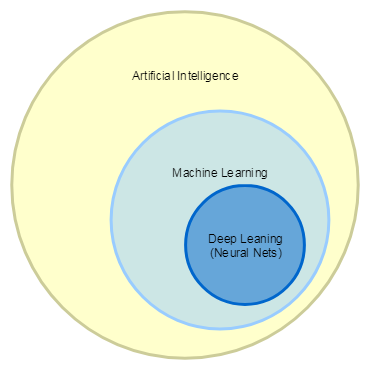 Artificial Intelligence
Machine Learning
Deep Leaning
(Neural Nets)